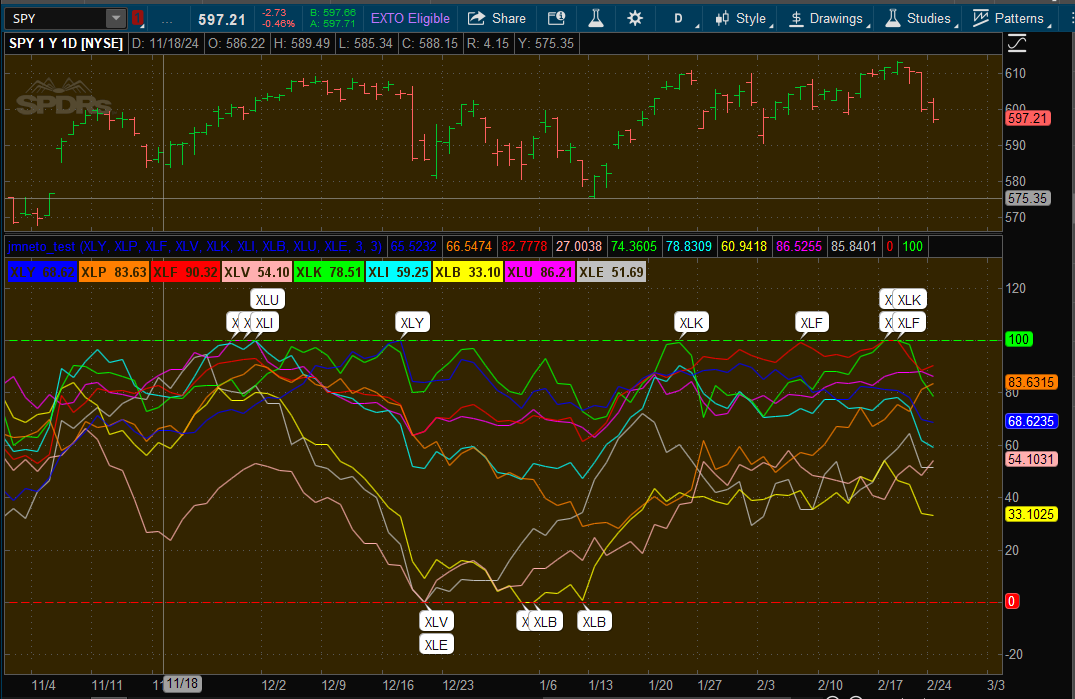 SPY ... 597.21 -2.73 B: 597.66 EXTO Eligible Share D Style Drawings Studies Patterns
-0.46% A: 597.71
SPY 1 Y 1D [NYSE] D: 11/18/24 O: 586.22 H: 589.49 L: 585.34 C: 588.15 R: 4.15 Y: 575.35
610
SPDRs
600
597.21
590
580
575.35
570
jmneto_test (XLY, XLP, XLF, XLV, XLK, XLI, XLB, XLU, XLE, 3, 3) 65.5232 66.5474 82.7778 27.0038 74.3605 78.8309 60.9418 86.5255 85.8401 0 100
XLY XLP 83.63 XLF 90.32 XLV 54.10 XLK 78.51 XLI 59.25 XLB 33.10 XLU 86.21 XLE 51.69
120
XLU X XLK
X X XLI XLY XLK XLF X XLF
100
83.6315
80
68.6235
60
54.1031
40
33.1025
20
0
XLV X XLB XLB
XLE
-20
11/4 11/11 11/18 12/2 12/9 12/16 12/23 1/6 1/13 1/20 1/27 2/3 2/10 2/17 2/24 3/3